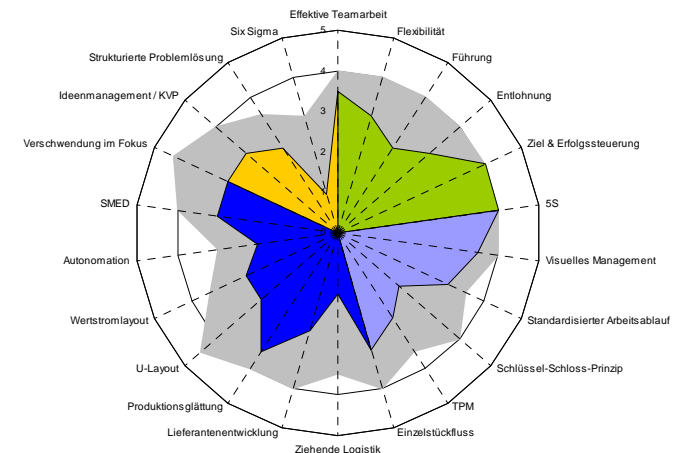 Effektive Teamarbeit
Six Sigma
5
Flexibilität
Strukturierte Problemlösung
Führung
4
Ideenmanagement / KVP
Entlohnung
3
Verschwendung im Fokus
Ziel & Erfolgssteuerung
2
1
SMED
5S
Autonomation
Visuelles Management
Wertstromlayout
Standardisierter Arbeitsablauf
U-Layout
Schlüssel-Schloss-Prinzip
Produktionsglättung
TPM
Lieferantenentwicklung
Einzelstückfluss
Ziehende Logistik